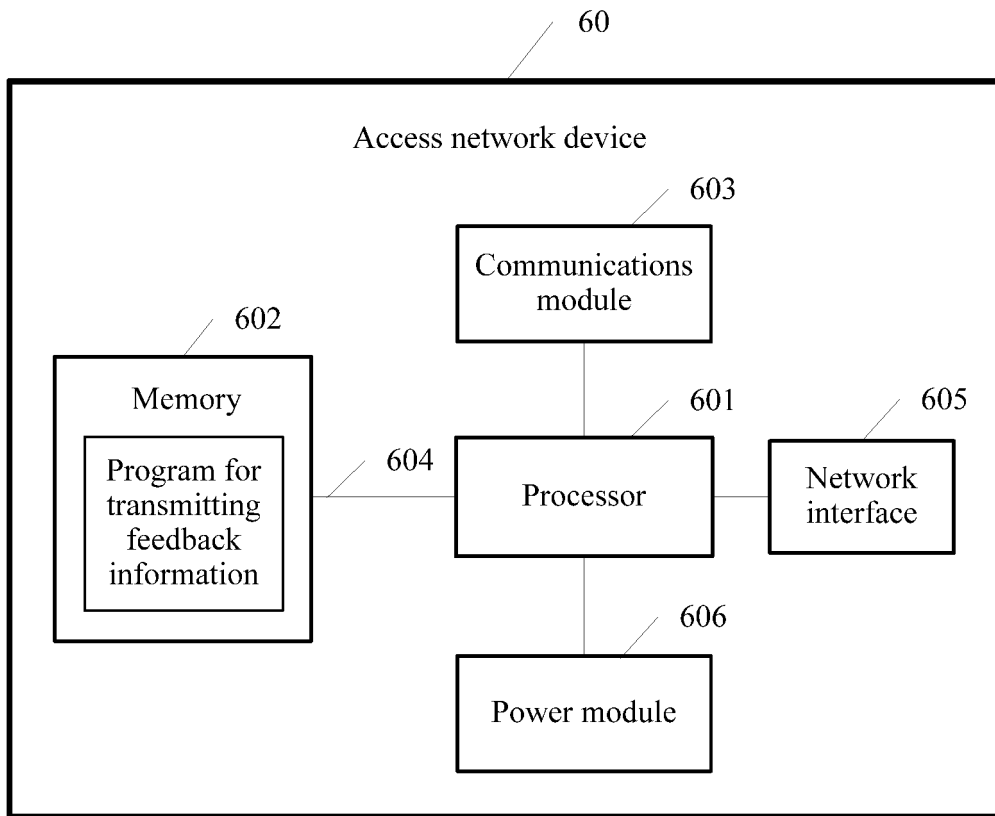 60
Access network device
603
Communications
module
602
Memory
Program for
transmitting
feedback
information
604
601
Processor
605
Network
interface
606
Power module